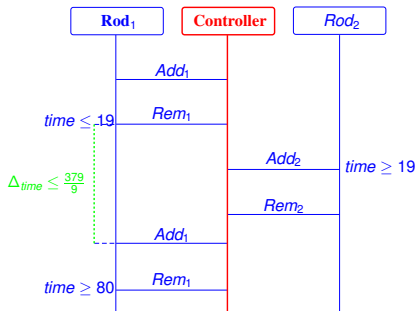 Rod₁ Controller Rod₂
Add₁
time ≤ 19 Rem₁
Add₂ time ≥ 19
Δtime ≤ 379/9
Rem₂
Add₁
time ≥ 80 Rem₁